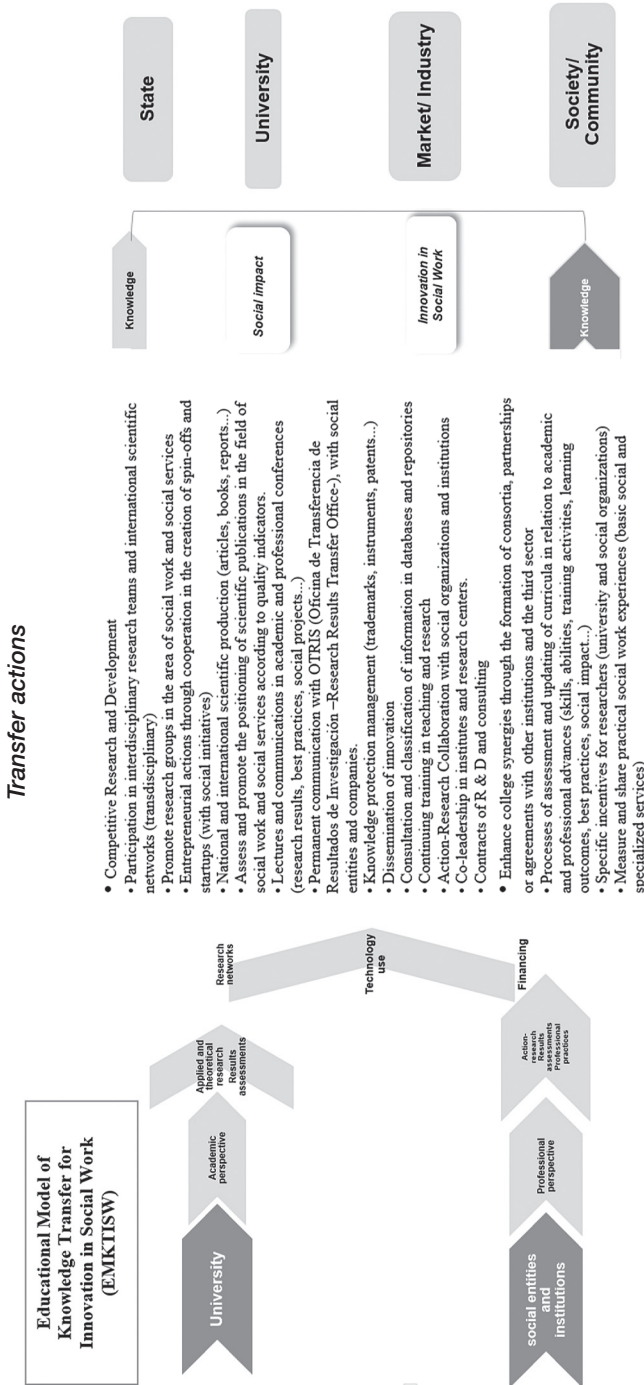 Educational Model of
Knowledge Transfer for
Innovation in Social Work
(EMKTISW)
University
Academic
perspective
Applied and
theoretical
research
Results
assessments
social entities
and
institutions
Professional
perspective
Action-
research
Results
assessments
Professional
practices
Research
networks
Technology
use
Financing
Transfer actions
• Competitive Research and Development
• Participation in interdisciplinary research teams and international scientific
networks (transdisciplinary)
• Promote research groups in the area of social work and social services
• Entrepreneurial actions through cooperation in the creation of spin-offs and
startups (with social initiatives)
• National and international scientific production (articles, books, reports...)
• Assess and promote the positioning of scientific publications in the field of
social work and social services according to quality indicators.
• Lectures and communications in academic and professional conferences
(research results, best practices, social projects...)
• Permanent communication with OTRIS (Oficina de Transferencia de
Resultados de Investigación –Research Results Transfer Office-), with social
entities and companies.
• Knowledge protection management (trademarks, instruments, patents...)
• Dissemination of innovation
• Consultation and classification of information in databases and repositories
• Continuing training in teaching and research
• Action-Research Collaboration with social organizations and institutions
• Co-leadership in institutes and research centers.
• Contracts of R & D and consulting
• Enhance college synergies through the formation of consortia, partnerships
or agreements with other institutions and the third sector
• Processes of assessment and updating of curricula in relation to academic
and professional advances (skills, abilities, training activities, learning
outcomes, best practices, social impact...)
• Specific incentives for researchers (university and social organizations)
• Measure and share practical social work experiences (basic social and
specialized services)
Knowledge
Social impact
Innovation in
Social Work
Knowledge
State
University
Market/ Industry
Society/
Community